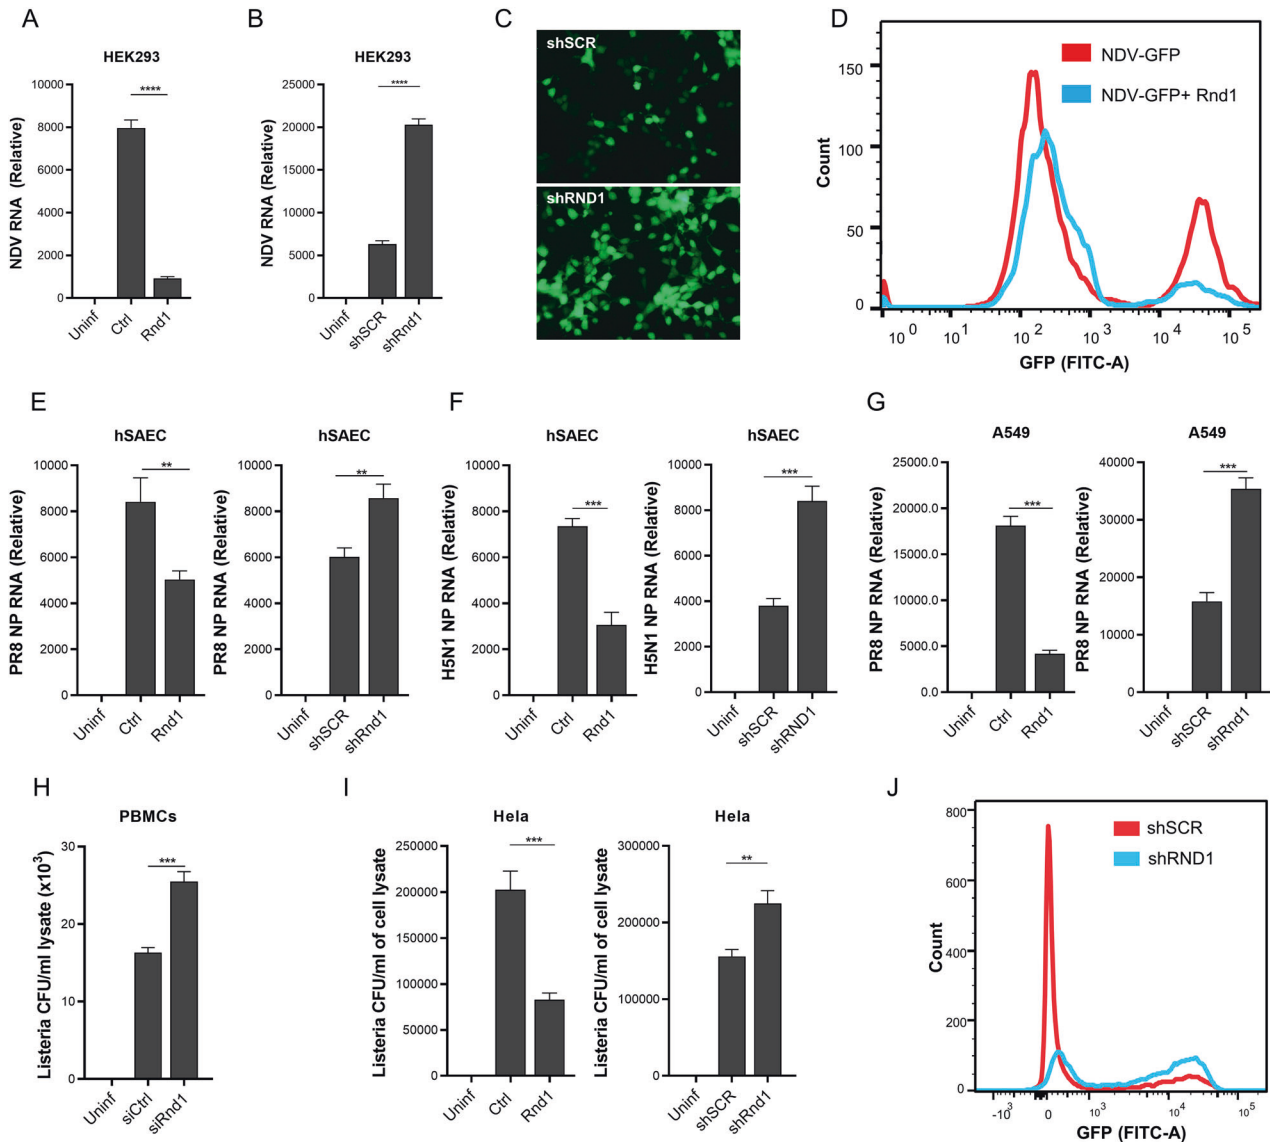 A
HEK293
NDV RNA (Relative)
10000
8000
6000
4000
2000
0
****
Uninf
Ctrl
Rnd1
B
HEK293
NDV RNA (Relative)
25000
20000
15000
10000
5000
0
****
Uninf
shSCR
shRnd1
C
shSCR
shRND1
D
NDV-GFP
NDV-GFP+ Rnd1
Count
150
100
50
0
10^0
10^1
10^2
10^3
10^4
10^5
GFP (FITC-A)
E
hSAEC
PR8 NP RNA (Relative)
10000
8000
6000
4000
2000
0
**
Uninf
Ctrl
Rnd1
hSAEC
PR8 NP RNA (Relative)
10000
8000
6000
4000
2000
0
**
Uninf
shSCR
shRnd1
F
hSAEC
H5N1 NP RNA (Relative)
10000
8000
6000
4000
2000
0
***
Uninf
Ctrl
Rnd1
hSAEC
H5N1 NP RNA (Relative)
10000
8000
6000
4000
2000
0
***
Uninf
shSCR
shRND1
G
A549
PR8 NP RNA (Relative)
25000.0
20000.0
15000.0
10000.0
5000.0
0.0
***
Uninf
Ctrl
Rnd1
A549
PR8 NP RNA (Relative)
40000
30000
20000
10000
0
***
Uninf
shSCR
shRnd1
H
PBMCs
Listeria CFU/ml lysate (x10^3)
30
20
10
0
***
Uninf
siCtrl
siRnd1
I
Hela
Listeria CFU/ml of cell lysate
250000
200000
150000
100000
50000
0
***
Uninf
Ctrl
Rnd1
Hela
Listeria CFU/ml of cell lysate
300000
200000
100000
0
**
Uninf
shSCR
shRnd1
J
shSCR
shRND1
Count
800
600
400
200
0
-10^3
0
10^3
10^4
10^5
GFP (FITC-A)